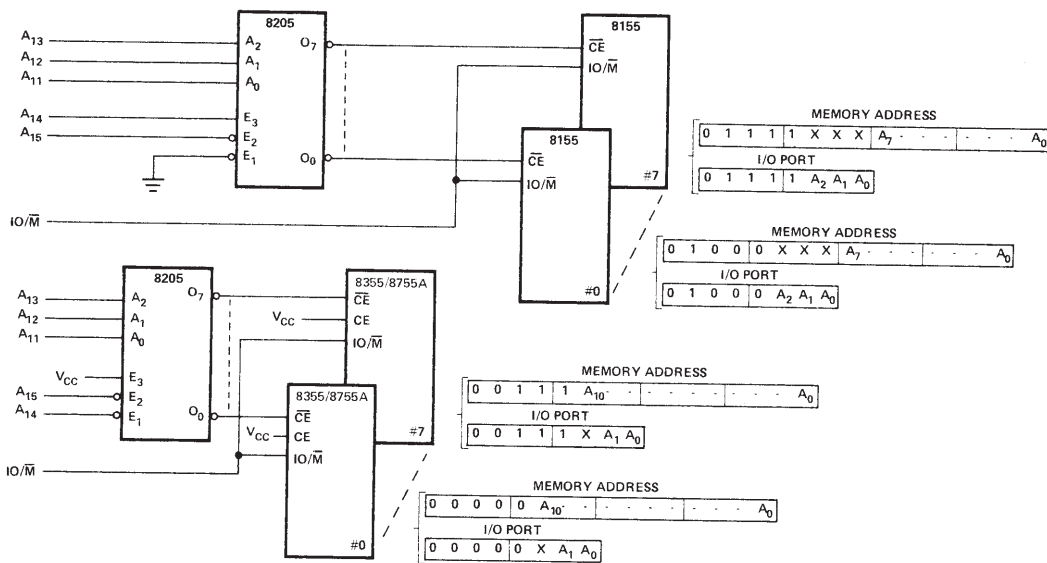 8205
A13
A12
A11
A14
A15
A2
A1
A0
E3
E2
E1
O7
O0
8155
CE
IO/M
#7
8155
CE
IO/M
#0
IO/M
MEMORY ADDRESS
0 1 1 1 1 X X X A7 - - - - - - A0
I/O PORT
0 1 1 1 1 A2 A1 A0
MEMORY ADDRESS
0 1 0 0 0 X X X A7 - - - - - - A0
I/O PORT
0 1 0 0 0 A2 A1 A0
8205
A13
A12
A11
VCC
A15
A14
A2
A1
A0
E3
E2
E1
O7
O0
8355/8755A
CE
VCC
CE
IO/M
#7
8355/8755A
CE
VCC
CE
IO/M
#0
IO/M
MEMORY ADDRESS
0 0 1 1 1 A10 - - - - - - - - - A0
I/O PORT
0 0 1 1 1 X A1 A0
MEMORY ADDRESS
0 0 0 0 0 A10 - - - - - - - - - A0
I/O PORT
0 0 0 0 0 X A1 A0